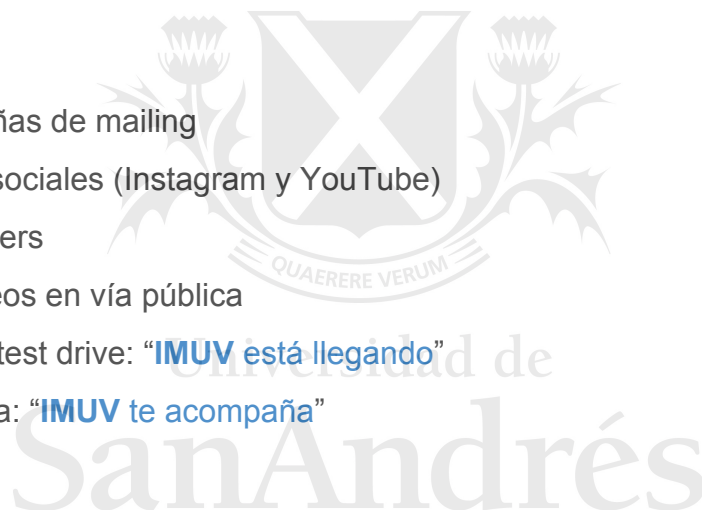 ñas de mailing
sociales (Instagram y YouTube)
ers
QUAERERE VERUM
eos en vía pública
test drive: “IMUV está llegando”
Universidad de
a: “IMUV te acompaña”
SanAndrés